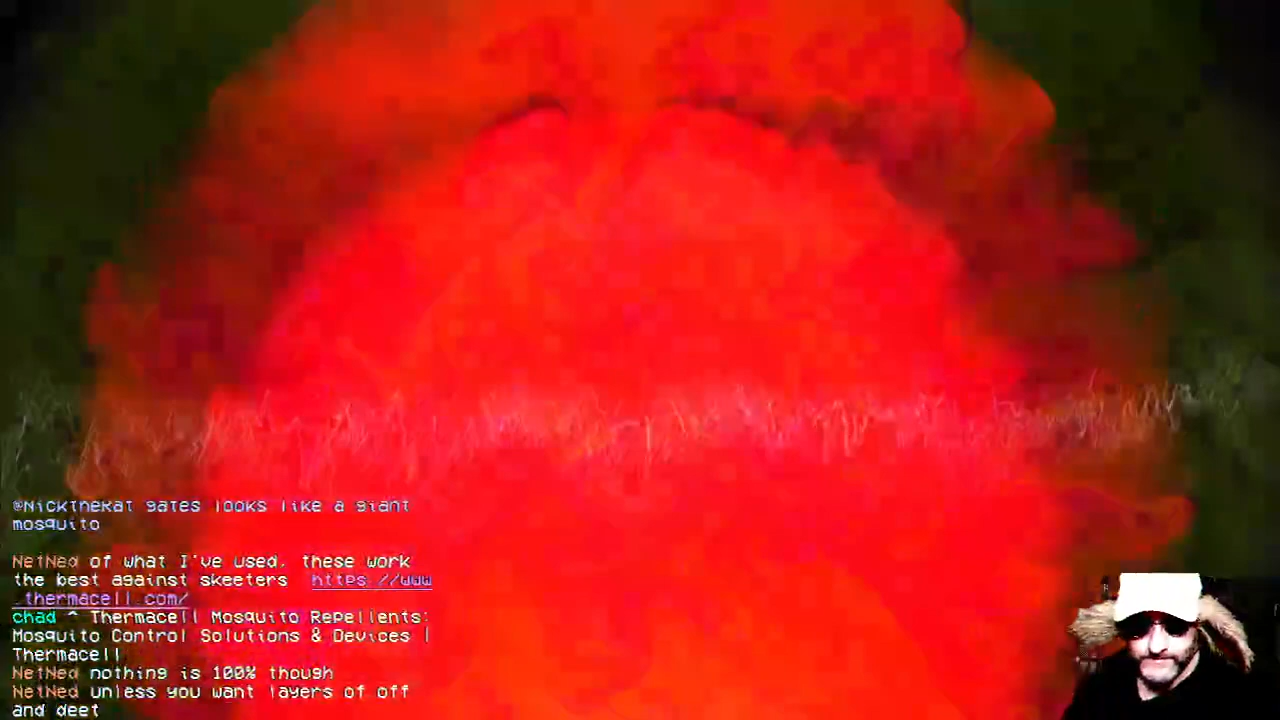 @NickTheRat gates looks like a giant
mosquito
NetNed of what I've used, these work
the best against skeeters https://www
.thermacell.com/
chad ^ Thermacell Mosquito Repellents:
Mosquito Control Solutions & Devices |
Thermacell
NetNed nothing is 100% though
NetNed unless you want layers of off
and deet